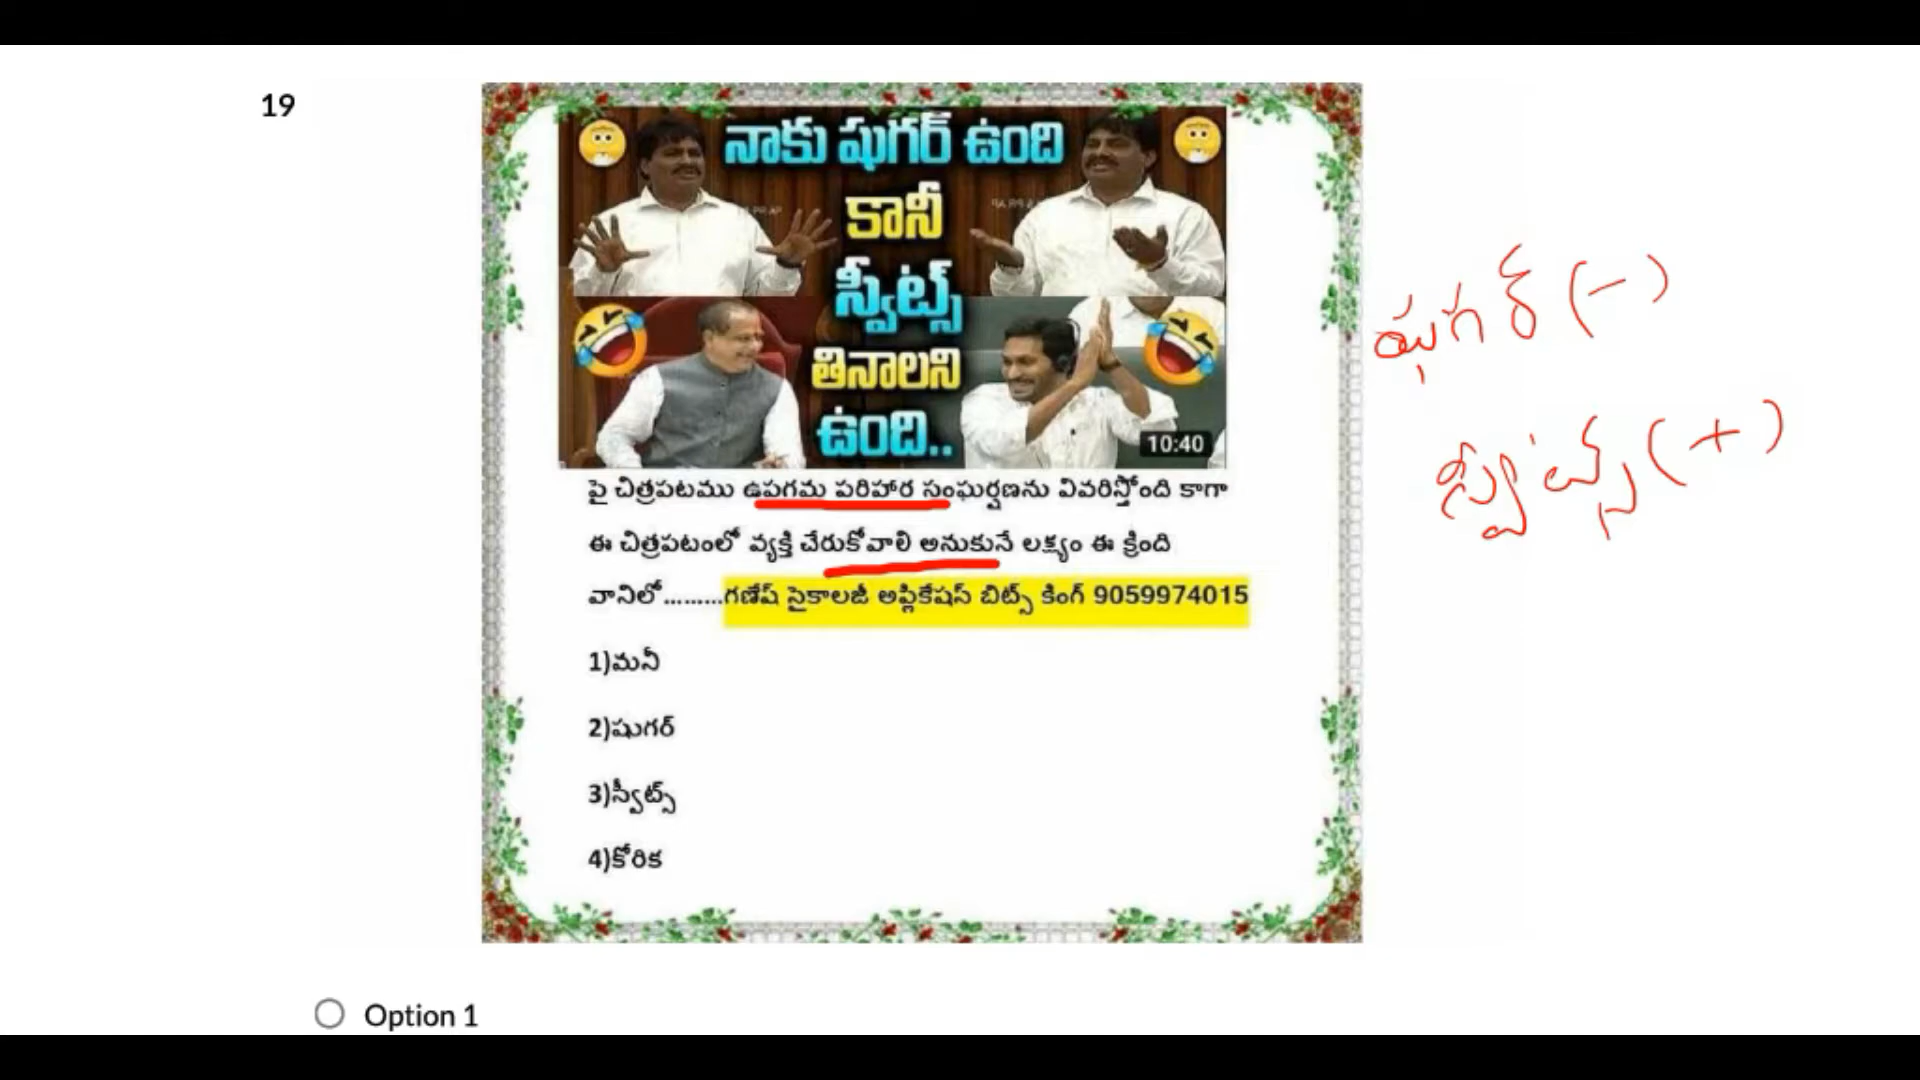 19
నాకు షుగర్ ఉంది
కానీ
స్వీట్స్
తినాలని
ఉంది..
10:40
పై చిత్రపటము ఉపగమ పరిహార సంఘర్షణను వివరిస్తోంది కాగా
ఈ చిత్రపటంలో వ్యక్తి చేరుకోవాలి అనుకునే లక్ష్యం ఈ క్రింది
వానిలో.........గణేష్ సైకాలజీ అప్లికేషన్ బిట్స్ కింగ్ 9059974015
1)మనీ
2)షుగర్
3)స్వీట్స్
4)కోరిక
షుగర్ (-)
స్వీట్స్ (+)
Option 1